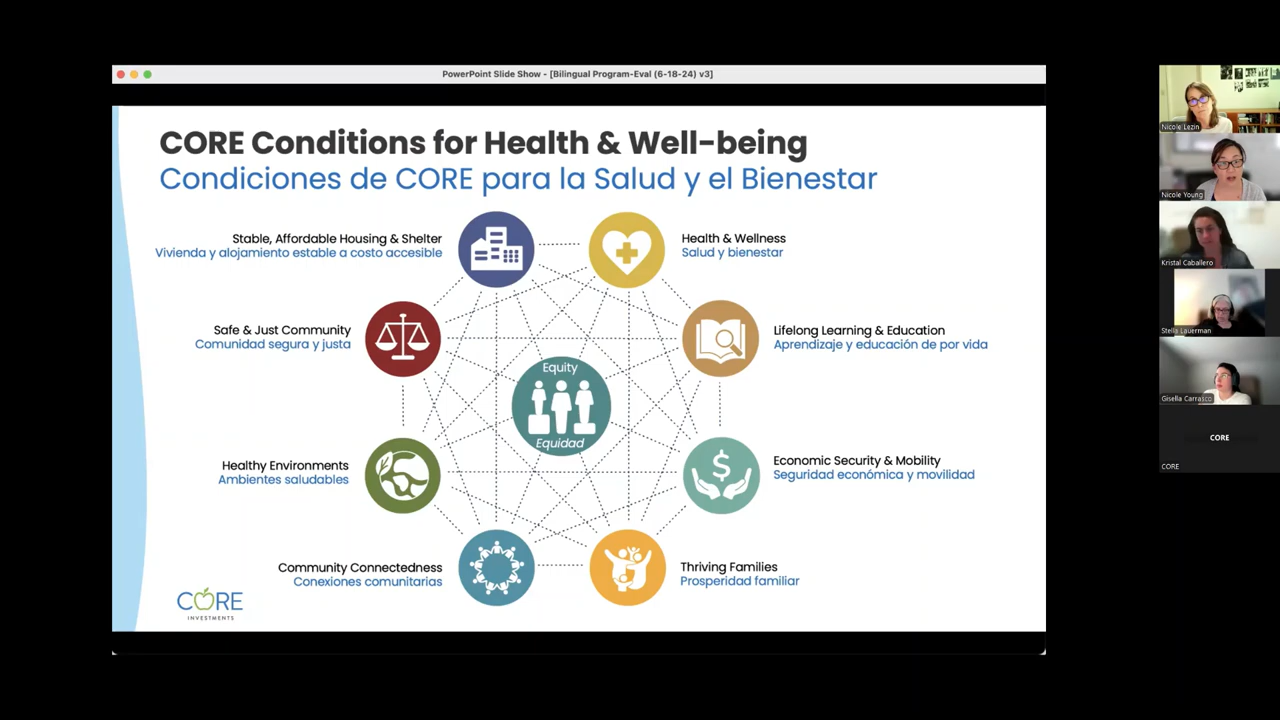 PowerPoint Slide Show - [Bilingual Program-Eval (6-18-24) v3]
CORE Conditions for Health & Well-being
Condiciones de CORE para la Salud y el Bienestar
Stable, Affordable Housing & Shelter
Vivienda y alojamiento estable a costo accesible
Health & Wellness
Salud y bienestar
Safe & Just Community
Comunidad segura y justa
Lifelong Learning & Education
Aprendizaje y educación de por vida
Equity
Equidad
Healthy Environments
Ambientes saludables
Economic Security & Mobility
Seguridad económica y movilidad
Community Connectedness
Conexiones comunitarias
Thriving Families
Prosperidad familiar
CORE
INVESTMENTS
Nicole Lezin
Nicole Young
Kristal Caballero
Stella Lauerman
Gisella Carrasco
CORE
CORE